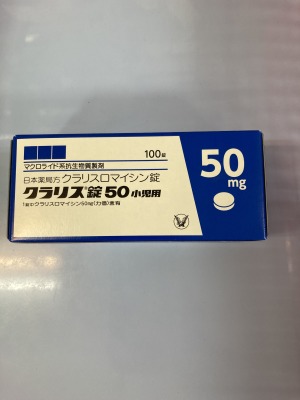 マクロライド系抗生物質製剤
100錠
日本薬局方 クラリスロマイシン錠
クラリス®錠50 小児用
1錠中クラリスロマイシン50mg(力価)含有
50
mg